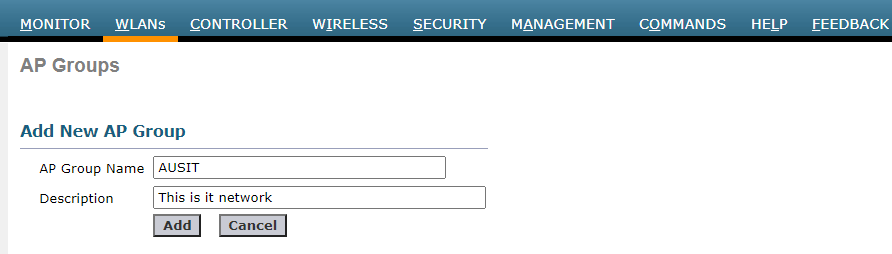 MONITOR WLANs CONTROLLER WIRELESS SECURITY MANAGEMENT COMMANDS HELP FEEDBACK
AP Groups
Add New AP Group
AP Group Name AUSIT
Description This is it network
Add Cancel